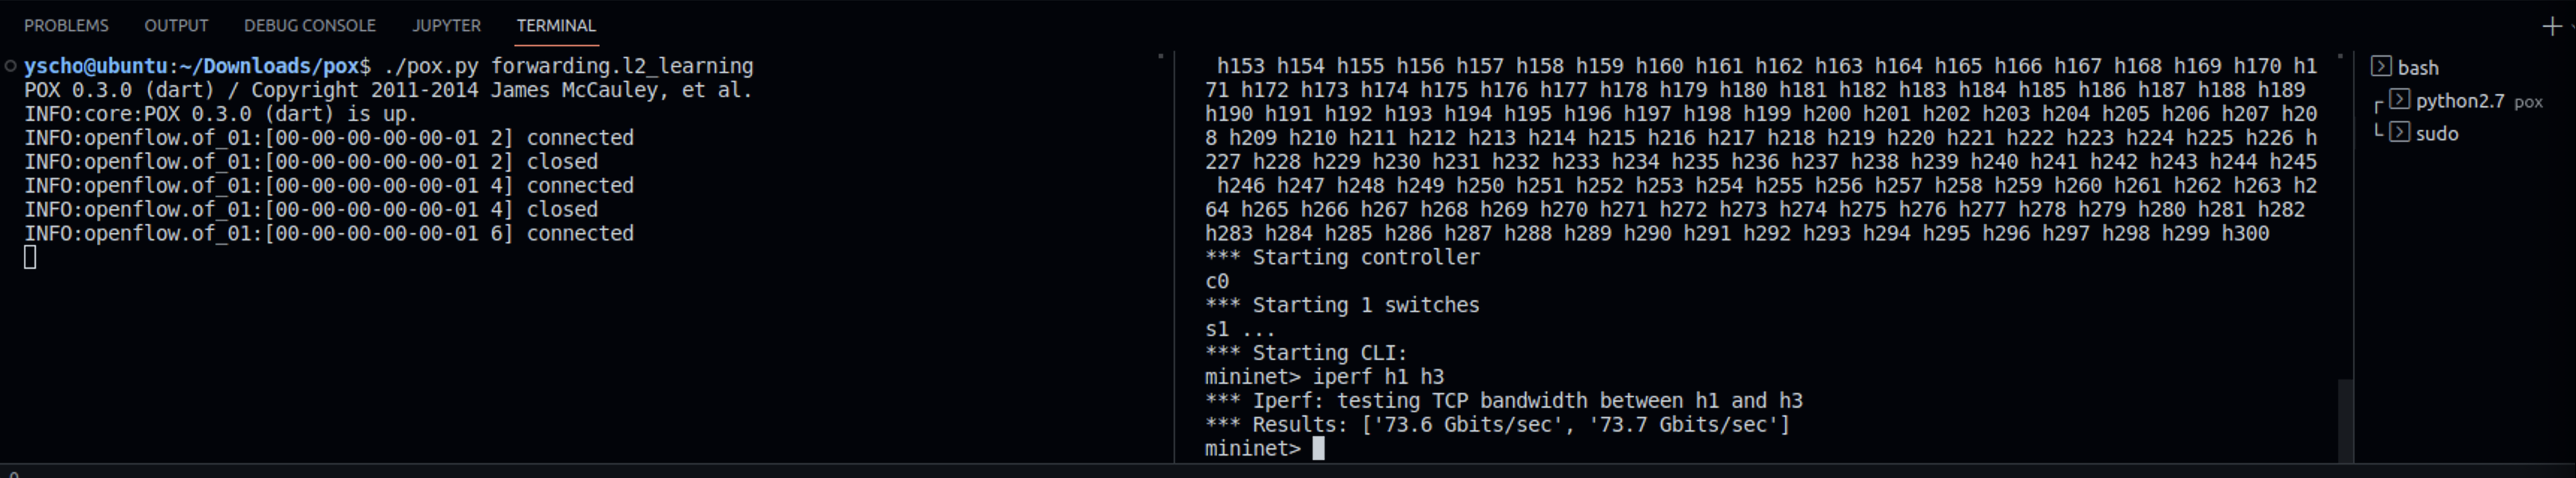 PROBLEMS OUTPUT DEBUG CONSOLE JUPYTER TERMINAL
yscho@ubuntu:~/Downloads/pox$ ./pox.py forwarding.l2_learning
POX 0.3.0 (dart) / Copyright 2011-2014 James McCauley, et al.
INFO:core:POX 0.3.0 (dart) is up.
INFO:openflow.of_01:[00-00-00-00-00-01 2] connected
INFO:openflow.of_01:[00-00-00-00-00-01 2] closed
INFO:openflow.of_01:[00-00-00-00-00-01 4] connected
INFO:openflow.of_01:[00-00-00-00-00-01 4] closed
INFO:openflow.of_01:[00-00-00-00-00-01 6] connected
h153 h154 h155 h156 h157 h158 h159 h160 h161 h162 h163 h164 h165 h166 h167 h168 h169 h170 h1
71 h172 h173 h174 h175 h176 h177 h178 h179 h180 h181 h182 h183 h184 h185 h186 h187 h188 h189
h190 h191 h192 h193 h194 h195 h196 h197 h198 h199 h200 h201 h202 h203 h204 h205 h206 h207 h20
8 h209 h210 h211 h212 h213 h214 h215 h216 h217 h218 h219 h220 h221 h222 h223 h224 h225 h226 h
227 h228 h229 h230 h231 h232 h233 h234 h235 h236 h237 h238 h239 h240 h241 h242 h243 h244 h245
h246 h247 h248 h249 h250 h251 h252 h253 h254 h255 h256 h257 h258 h259 h260 h261 h262 h263 h2
64 h265 h266 h267 h268 h269 h270 h271 h272 h273 h274 h275 h276 h277 h278 h279 h280 h281 h282
h283 h284 h285 h286 h287 h288 h289 h290 h291 h292 h293 h294 h295 h296 h297 h298 h299 h300
*** Starting controller
c0
*** Starting 1 switches
s1 ...
*** Starting CLI:
mininet> iperf h1 h3
*** Iperf: testing TCP bandwidth between h1 and h3
*** Results: ['73.6 Gbits/sec', '73.7 Gbits/sec']
mininet>
bash
python2.7 pox
sudo